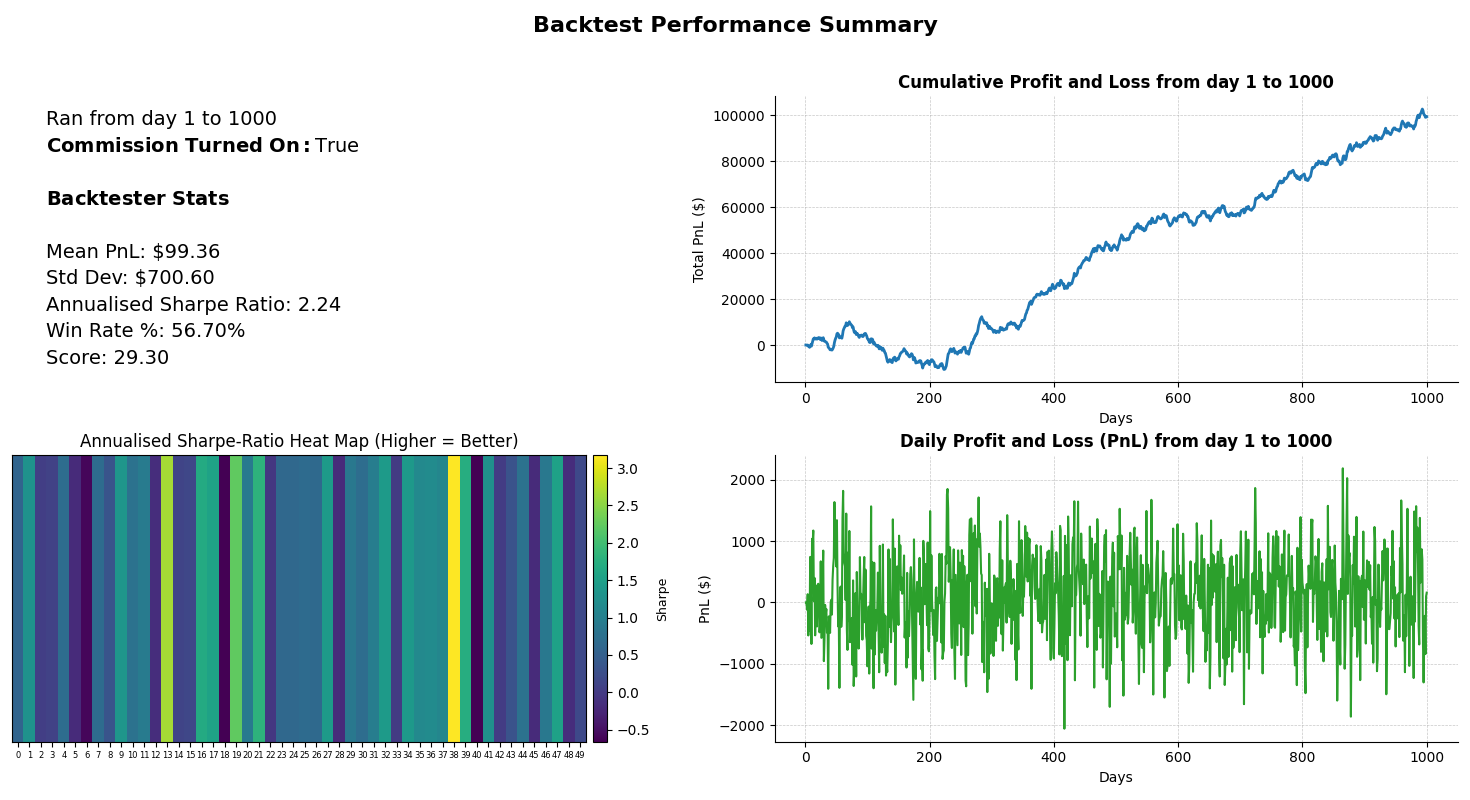 Backtest Performance Summary
Ran from day 1 to 1000
Commission Turned On: True
Backtester Stats
Mean PnL: $99.36
Std Dev: $700.60
Annualised Sharpe Ratio: 2.24
Win Rate %: 56.70%
Score: 29.30
Cumulative Profit and Loss from day 1 to 1000
Total PnL ($)
100000
80000
60000
40000
20000
0
0 200 400 600 800 1000
Days
Annualised Sharpe-Ratio Heat Map (Higher = Better)
0 1 2 3 4 5 6 7 8 9 10 11 12 13 14 15 16 17 18 19 20 21 22 23 24 25 26 27 28 29 30 31 32 33 34 35 36 37 38 39 40 41 42 43 44 45 46 47 48 49
3.0
2.5
2.0
1.5
1.0
0.5
0.0
−0.5
Sharpe
Daily Profit and Loss (PnL) from day 1 to 1000
PnL ($)
2000
1000
0
−1000
−2000
0 200 400 600 800 1000
Days